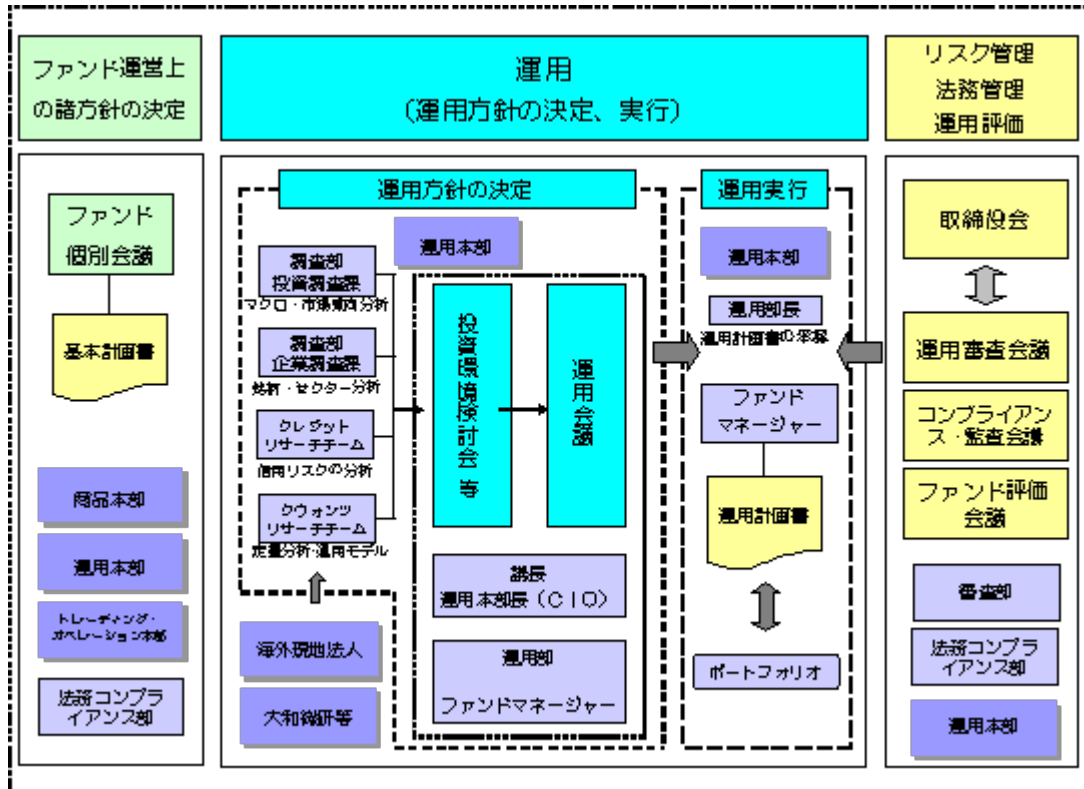 ファンド運営上
の諸方針の決定
ファンド
個別会議
基本計画書
商品本部
運用本部
トレーディング・
オペレーション本部
法務コンプラ
イアンス部
運用
(運用方針の決定、実行)
運用方針の決定
運用本部
調査部
投資調査課
マクロ・市場動向分析
調査部
企業調査課
銘柄・セクター分析
クレジット
リサーチチーム
信用リスクの分析
クウォンツ
リサーチチーム
定量分析・運用モデル
海外現地法人
大和総研等
投資環境検討会 等
運用会議
議長
運用本部長(CIO)
運用部
ファンドマネージャー
運用実行
運用本部
運用部長
運用計画書の承認
ファンド
マネージャー
運用計画書
ポートフォリオ
リスク管理
法務管理
運用評価
取締役会
運用審査会議
コンプライアン
ス・監査会議
ファンド評価
会議
審査部
法務コンプラ
イアンス部
運用本部